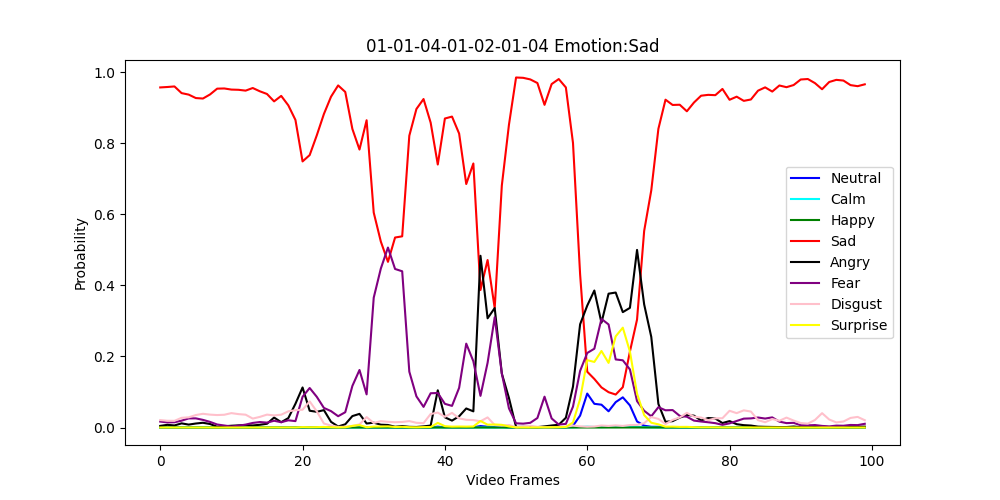 01-01-04-01-02-01-04 Emotion:Sad
Probability
1.0
0.8
0.6
0.4
0.2
0.0
0
20
40
60
80
100
Video Frames
Neutral
Calm
Happy
Sad
Angry
Fear
Disgust
Surprise